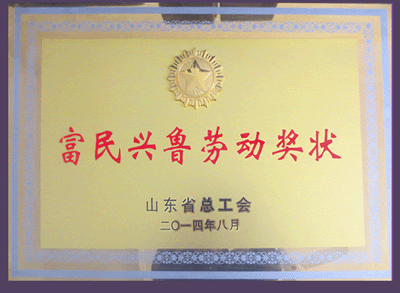 富民兴鲁劳动奖状
山东省总工会
二〇一四年八月